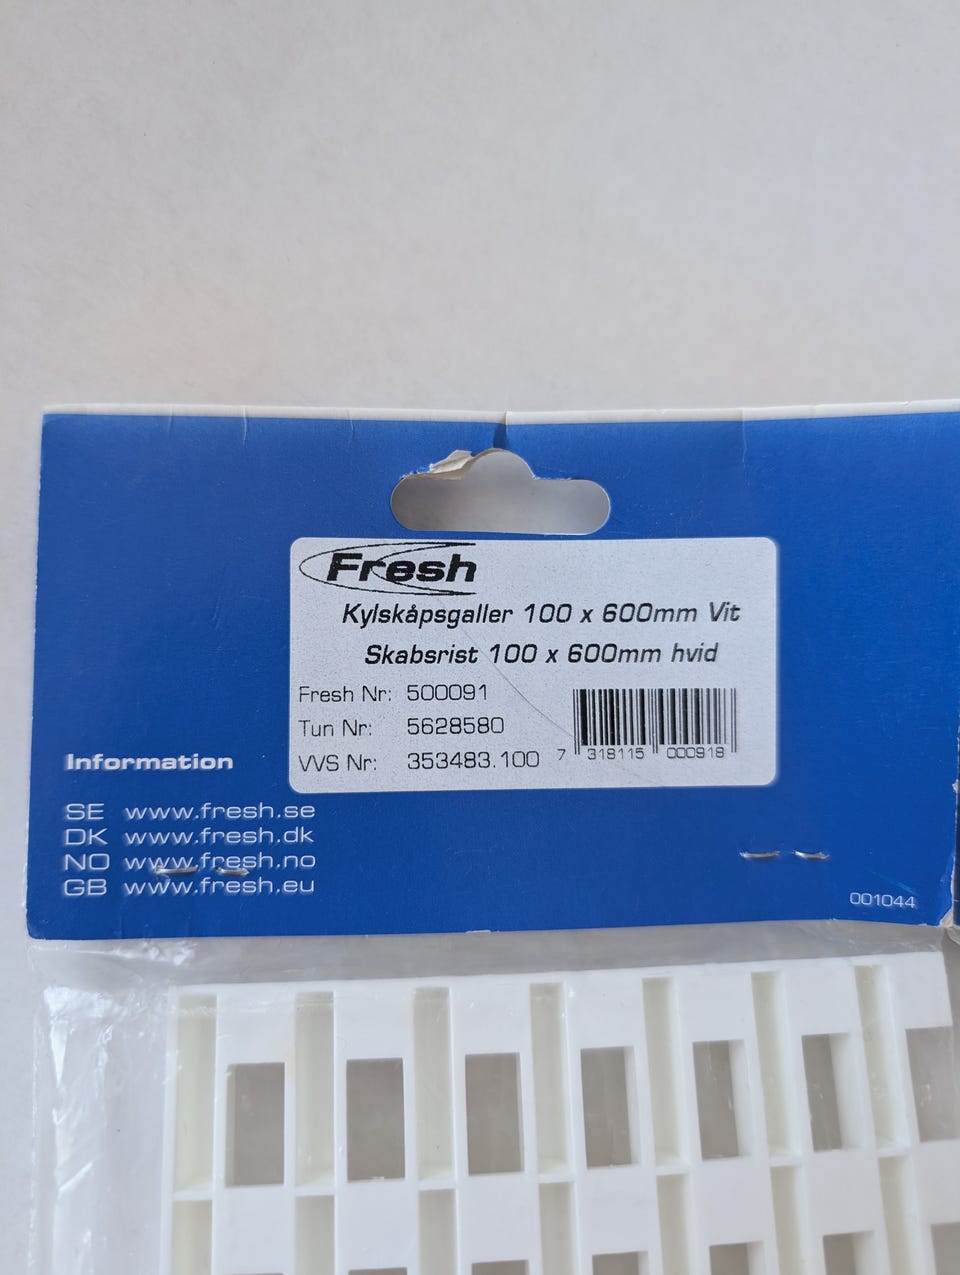 Fresh
Kylskåpsgaller 100 x 600mm Vit
Skabsrist 100 x 600mm hvid
Fresh Nr: 500091
Tun Nr: 5628580
VVS Nr: 353483.100
7 318115 000918
Information
SE www.fresh.se
DK www.fresh.dk
NO www.fresh.no
GB www.fresh.eu
001044